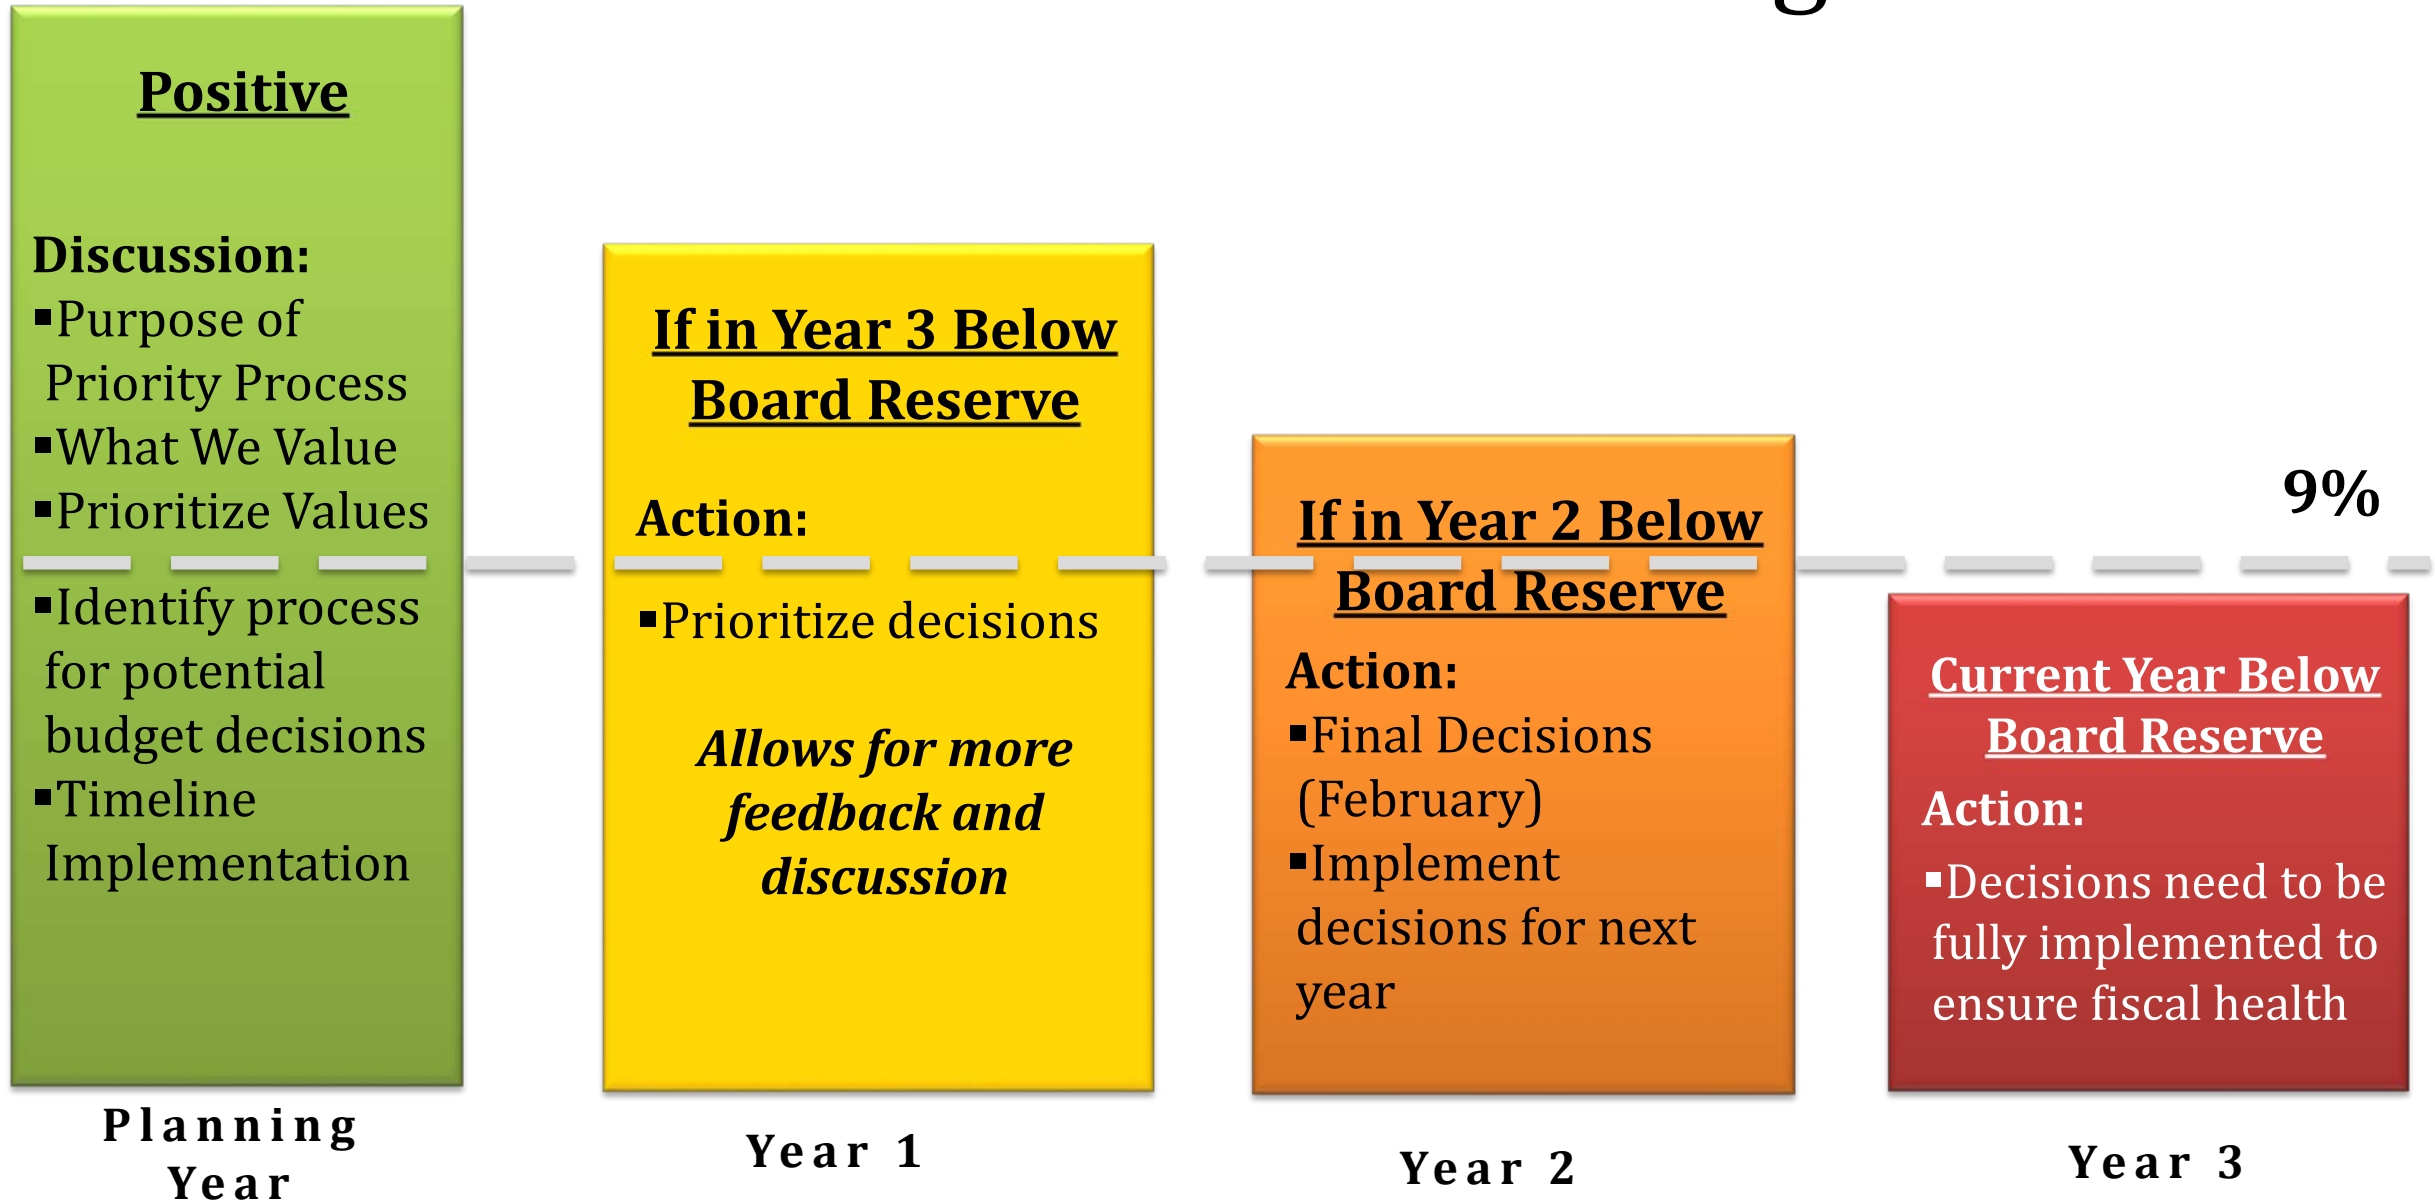 Positive
Discussion:
▪Purpose of
Priority Process
▪What We Value
▪Prioritize Values
▪Identify process
for potential
budget decisions
▪Timeline
Implementation
Planning
Year
If in Year 3 Below
Board Reserve
Action:
▪Prioritize decisions
Allows for more
feedback and
discussion
Year 1
If in Year 2 Below
Board Reserve
Action:
▪Final Decisions
(February)
▪Implement
decisions for next
year
Year 2
9%
Current Year Below
Board Reserve
Action:
▪Decisions need to be
fully implemented to
ensure fiscal health
Year 3